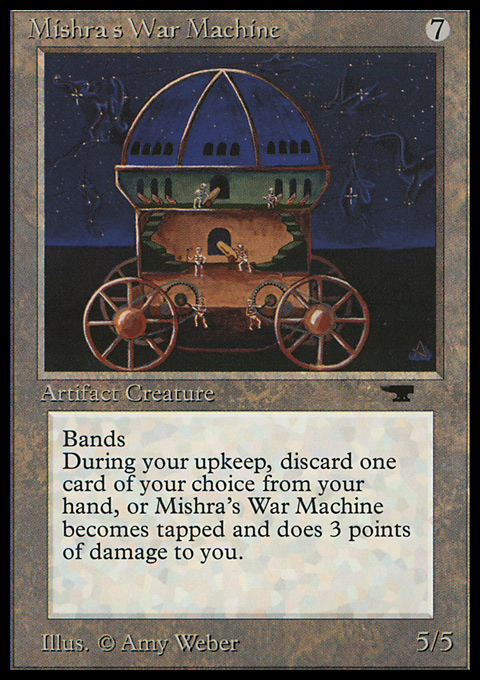 Mishra's War Machine 7
Artifact Creature
Bands
During your upkeep, discard one
card of your choice from your
hand, or Mishra's War Machine
becomes tapped and does 3 points
of damage to you.
Illus. © Amy Weber 5/5